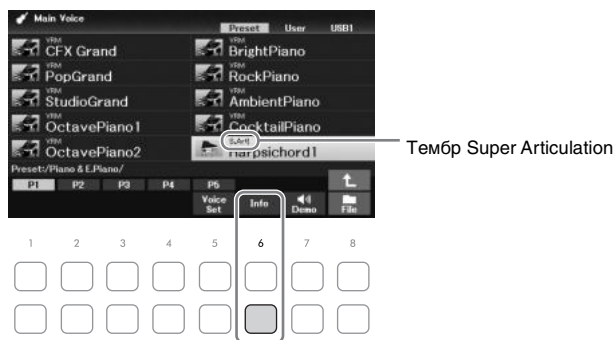 Main Voice
Preset User USB1
VRM CFX Grand
VRM BrightPiano
VRM PopGrand
VRM RockPiano
VRM StudioGrand
VRM AmbientPiano
VRM OctavePiano1
VRM CocktailPiano
VRM OctavePiano2
S.Art! Harpsichord1
Тембр Super Articulation
Preset:/Piano & E.Piano/
P1 P2 P3 P4 P5
Voice Set
Info
Demo
File
1 2 3 4 5 6 7 8